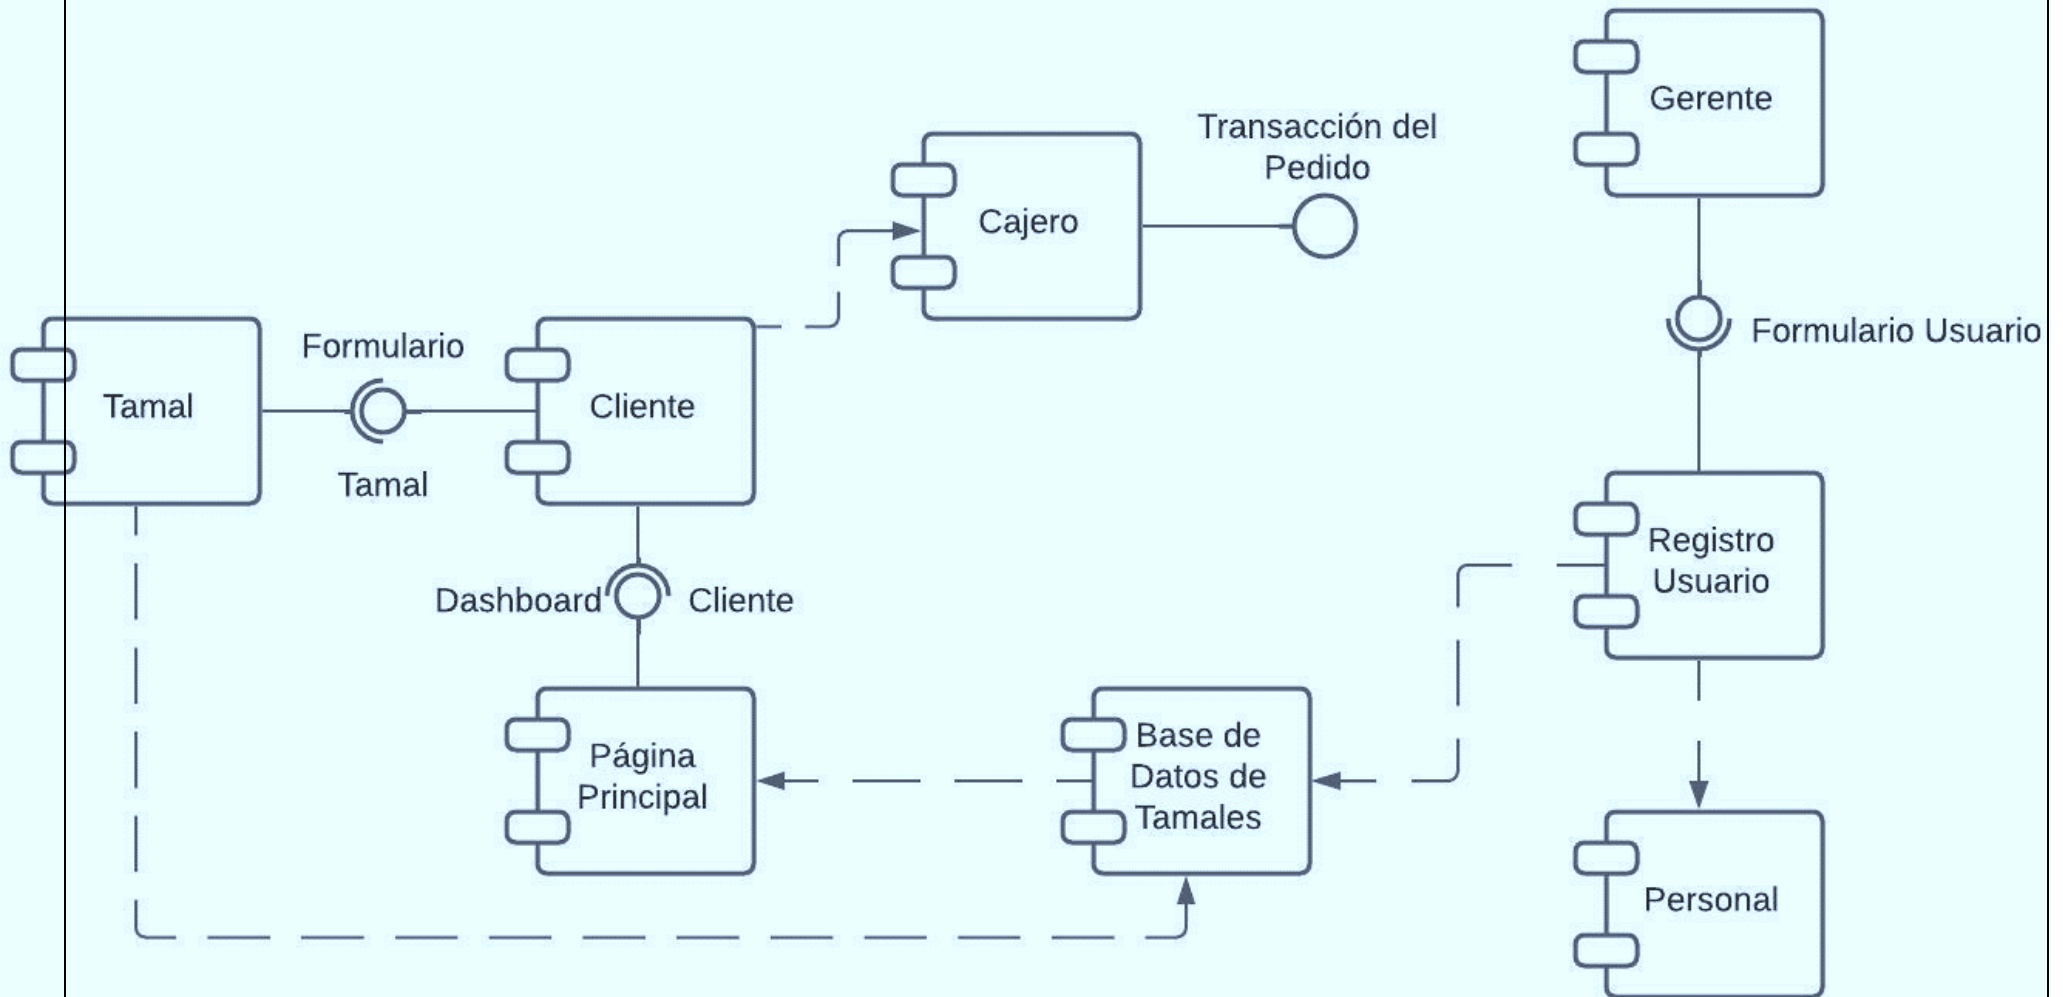 Gerente
Transacción del
Pedido
Cajero
Formulario Usuario
Formulario
Tamal
Cliente
Tamal
Registro
Usuario
Dashboard
Cliente
Página
Principal
Base de
Datos de
Tamales
Personal